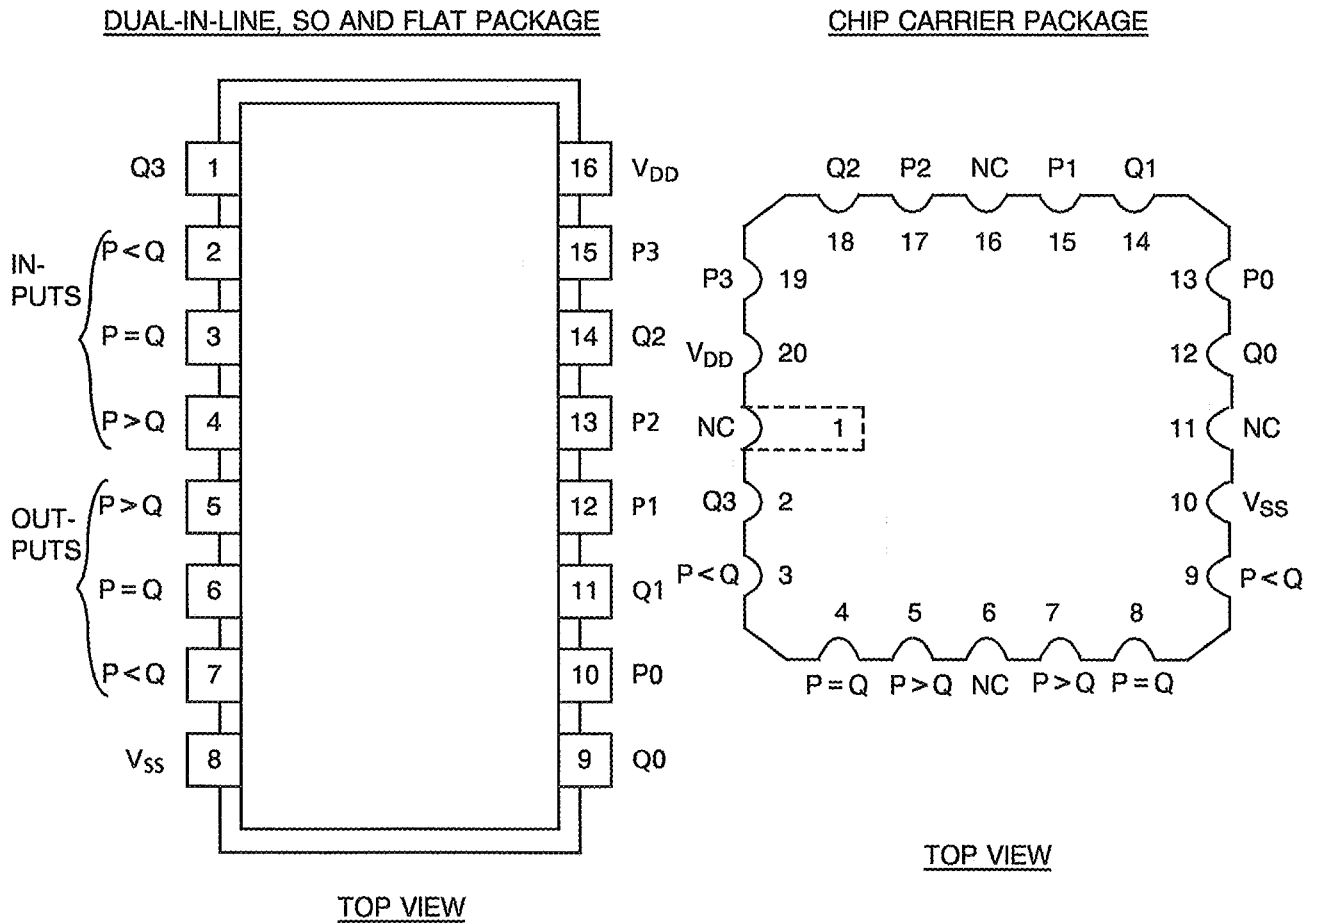 DUAL-IN-LINE, SO AND FLAT PACKAGE
Q3 1 16 VDD
IN-
PUTS
P<Q 2 15 P3
P=Q 3 14 Q2
P>Q 4 13 P2
OUT-
PUTS
P>Q 5 12 P1
P=Q 6 11 Q1
P<Q 7 10 P0
VSS 8 9 Q0
TOP VIEW
CHIP CARRIER PACKAGE
Q2 P2 NC P1 Q1
18 17 16 15 14
P3 19 13 P0
VDD 20 12 Q0
NC 1 11 NC
Q3 2 10 VSS
P<Q 3 9 P<Q
4 5 6 7 8
P=Q P>Q NC P>Q P=Q
TOP VIEW